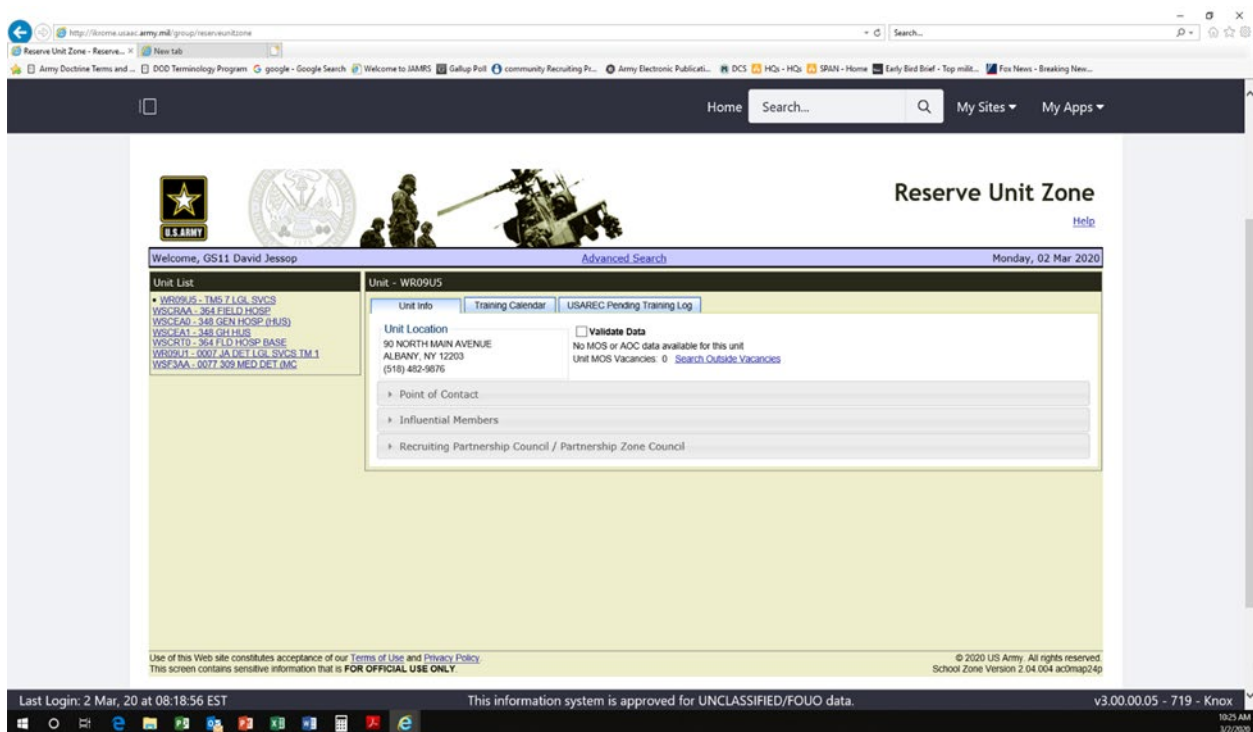 http://ikrome.usaac.army.mil/group/reserveunitzone
Search...
Reserve Unit Zone - Reserve...
New tab
Army Doctrine Terms and ...
DOD Terminology Program
google - Google Search
Welcome to JAMRS
Gallup Poll
community Recruiting Pr...
Army Electronic Publicati...
DCS
HQs - HQs
SPAN - Home
Early Bird Brief - Top milit...
Fox News - Breaking New...
Home
Search...
My Sites
My Apps
U.S.ARMY
Reserve Unit Zone
Help
Welcome, GS11 David Jessop
Advanced Search
Monday, 02 Mar 2020
Unit List
WR09U5 - TM5 7 LGL SVCS
WSCRAA - 364 FIELD HOSP
WSCEA0 - 348 GEN HOSP (HUS)
WSCEA1 - 348 GH HUS
WSCRT0 - 364 FLD HOSP BASE
WR09U1 - 0007 JA DET LGL SVCS TM 1
WSF3AA - 0077 309 MED DET (MC
Unit - WR09U5
Unit Info
Training Calendar
USAREC Pending Training Log
Unit Location
90 NORTH MAIN AVENUE
ALBANY, NY 12203
(518) 482-9876
Validate Data
No MOS or AOC data available for this unit
Unit MOS Vacancies: 0 Search Outside Vacancies
Point of Contact
Influential Members
Recruiting Partnership Council / Partnership Zone Council
Use of this Web site constitutes acceptance of our Terms of Use and Privacy Policy.
This screen contains sensitive information that is FOR OFFICIAL USE ONLY.
© 2020 US Army. All rights reserved.
School Zone Version 2.04.004 ac0map24p
Last Login: 2 Mar, 20 at 08:18:56 EST
This information system is approved for UNCLASSIFIED/FOUO data.
v3.00.00.05 - 719 - Knox
10:25 AM
3/2/2020